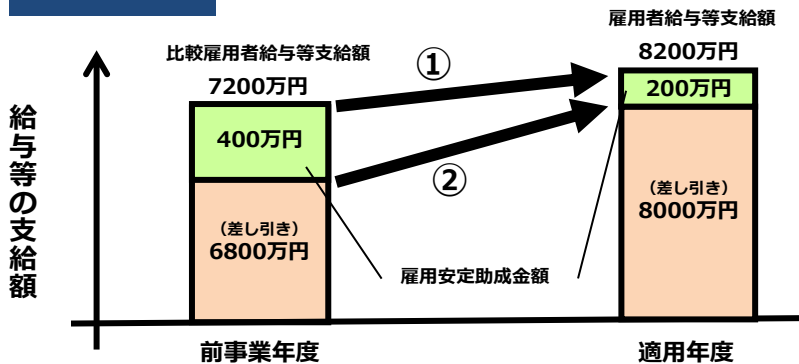 雇用者給与等支給額
8200万円
比較雇用者給与等支給額
7200万円
①
200万円
400万円
②
給与等の支給額
(差し引き)
6800万円
(差し引き)
8000万円
雇用安定助成金額
前事業年度
適用年度